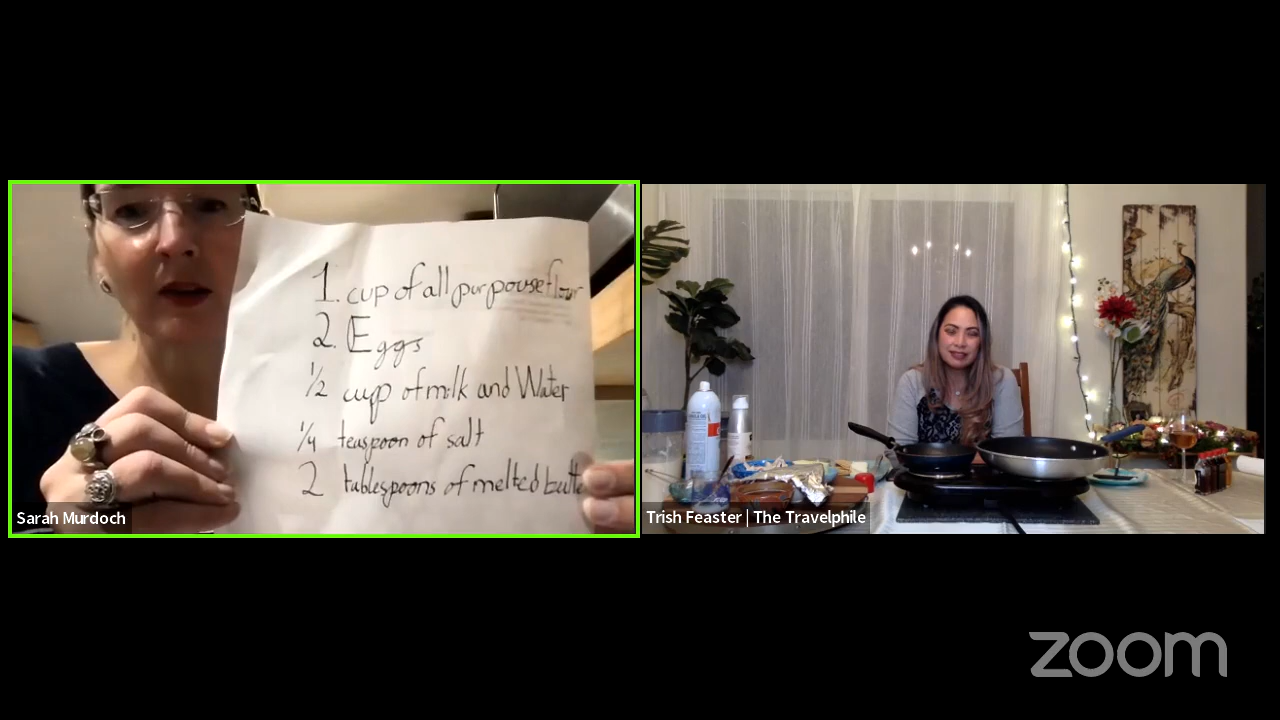 1. cup of all purpouse flour
2. Eggs
1/2 cup of milk and Water
1/4 teaspoon of salt
2 tablespoons of melted butte
Sarah Murdoch
Trish Feaster | The Travelphile
zoom